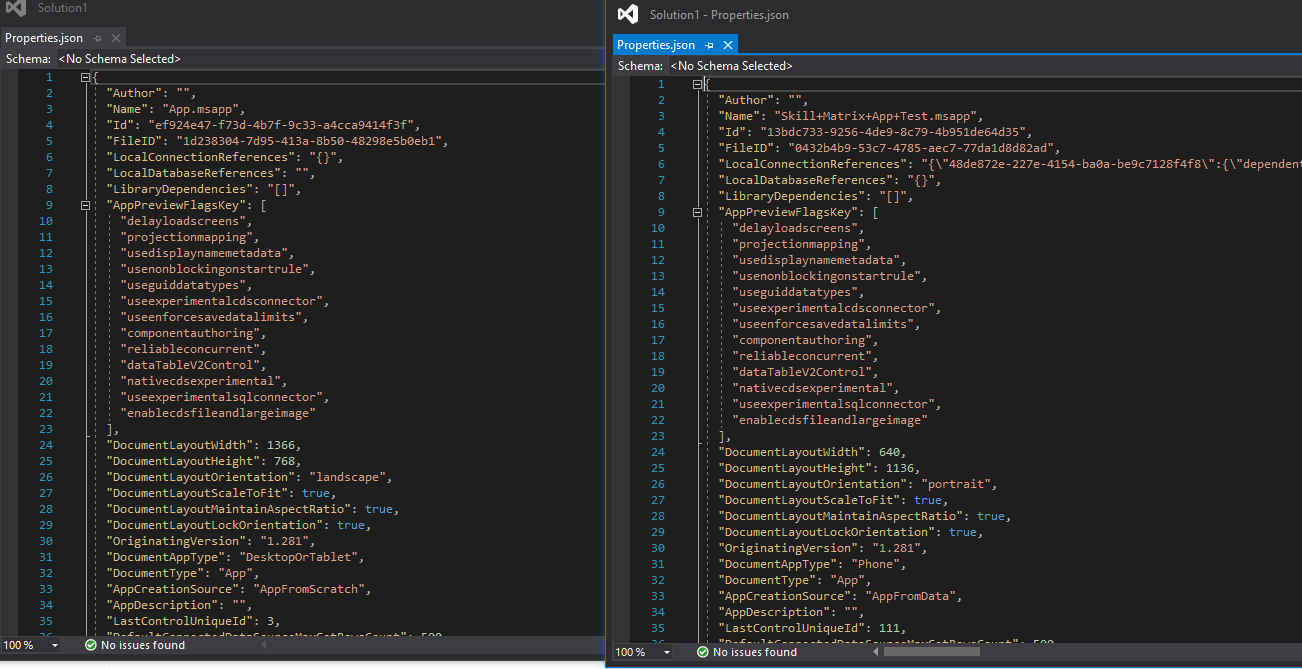 Solution1
Properties.json
Schema: <No Schema Selected>
1 {
2 "Author": "",
3 "Name": "App.msapp",
4 "Id": "ef924e47-f73d-4b7f-9c33-a4cca9414f3f",
5 "FileID": "1d238304-7d95-413a-8b50-48298e5b0eb1",
6 "LocalConnectionReferences": "{}",
7 "LocalDatabaseReferences": "",
8 "LibraryDependencies": "[]",
9 "AppPreviewFlagsKey": [
10 "delayloadscreens",
11 "projectionmapping",
12 "usedisplaynamemetadata",
13 "usenonblockingonstartrule",
14 "useguiddatatypes",
15 "useexperimentalcdsconnector",
16 "useenforcesavedatalimits",
17 "componentauthoring",
18 "reliableconcurrent",
19 "dataTableV2Control",
20 "nativecdsexperimental",
21 "useexperimentalsqlconnector",
22 "enablecdsfileandlargeimage"
23 ],
24 "DocumentLayoutWidth": 1366,
25 "DocumentLayoutHeight": 768,
26 "DocumentLayoutOrientation": "landscape",
27 "DocumentLayoutScaleToFit": true,
28 "DocumentLayoutMaintainAspectRatio": true,
29 "DocumentLayoutLockOrientation": true,
30 "OriginatingVersion": "1.281",
31 "DocumentAppType": "DesktopOrTablet",
32 "DocumentType": "App",
33 "AppCreationSource": "AppFromScratch",
34 "AppDescription": "",
35 "LastControlUniqueId": 3,
36 "DefaultConnectedDataSourceMaxGetRowsCount": 500
100 %
No issues found
Solution1 - Properties.json
Properties.json
Schema: <No Schema Selected>
1 {
2 "Author": "",
3 "Name": "Skill+Matrix+App+Test.msapp",
4 "Id": "13bdc733-9256-4de9-8c79-4b951de64d35",
5 "FileID": "0432b4b9-53c7-4785-aec7-77da1d8d82ad",
6 "LocalConnectionReferences": "{\"48de872e-227e-4154-ba0a-be9c7128f4f8\":{\"dependent
7 "LocalDatabaseReferences": "{}",
8 "LibraryDependencies": "[]",
9 "AppPreviewFlagsKey": [
10 "delayloadscreens",
11 "projectionmapping",
12 "usedisplaynamemetadata",
13 "usenonblockingonstartrule",
14 "useguiddatatypes",
15 "useexperimentalcdsconnector",
16 "useenforcesavedatalimits",
17 "componentauthoring",
18 "reliableconcurrent",
19 "dataTableV2Control",
20 "nativecdsexperimental",
21 "useexperimentalsqlconnector",
22 "enablecdsfileandlargeimage"
23 ],
24 "DocumentLayoutWidth": 640,
25 "DocumentLayoutHeight": 1136,
26 "DocumentLayoutOrientation": "portrait",
27 "DocumentLayoutScaleToFit": true,
28 "DocumentLayoutMaintainAspectRatio": true,
29 "DocumentLayoutLockOrientation": true,
30 "OriginatingVersion": "1.281",
31 "DocumentAppType": "Phone",
32 "DocumentType": "App",
33 "AppCreationSource": "AppFromData",
34 "AppDescription": "",
35 "LastControlUniqueId": 111,
36 "DefaultConnectedDataSourceMaxGetRowsCount": 500
100 %
No issues found